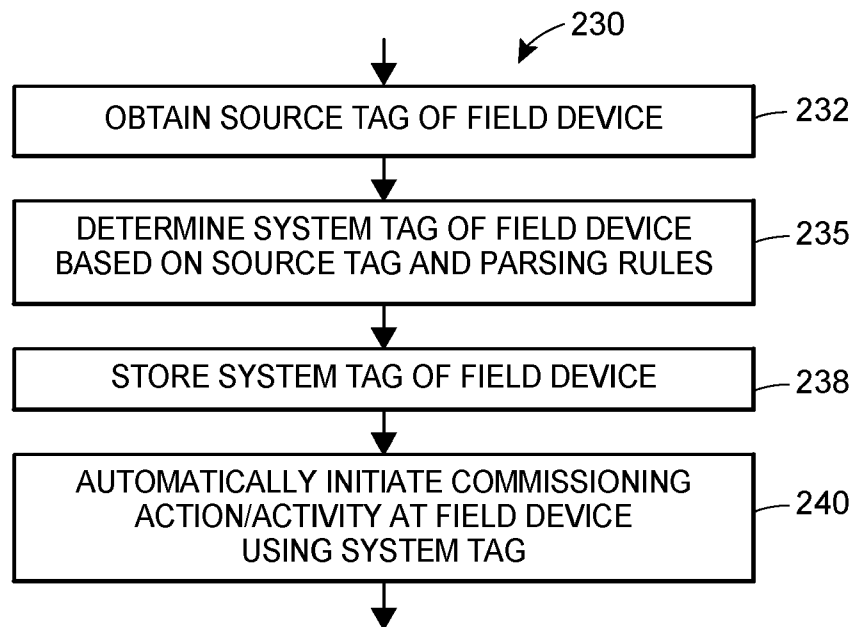 230
OBTAIN SOURCE TAG OF FIELD DEVICE
232
DETERMINE SYSTEM TAG OF FIELD DEVICE
BASED ON SOURCE TAG AND PARSING RULES
235
STORE SYSTEM TAG OF FIELD DEVICE
238
AUTOMATICALLY INITIATE COMMISSIONING
ACTION/ACTIVITY AT FIELD DEVICE
USING SYSTEM TAG
240